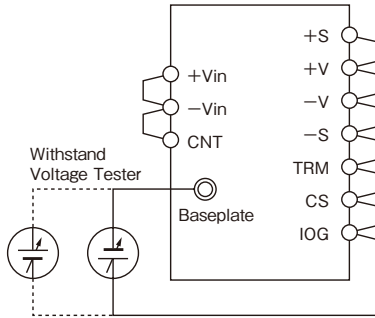 +Vin
−Vin
CNT
+S
+V
−V
−S
TRM
CS
IOG
Withstand
Voltage Tester
Baseplate